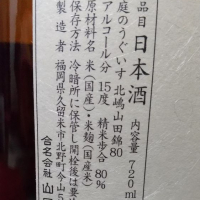 品目 日本酒 内容量 720ml
庭のうぐいす 北嶋山田錦80
アルコール分 15度 精米歩合 80%
原材料名 米(国産)・米麹(国産米)
保存方法 冷暗所に保管し開栓後は要
製造者 福岡県久留米市北野町今山5
合名会社 山